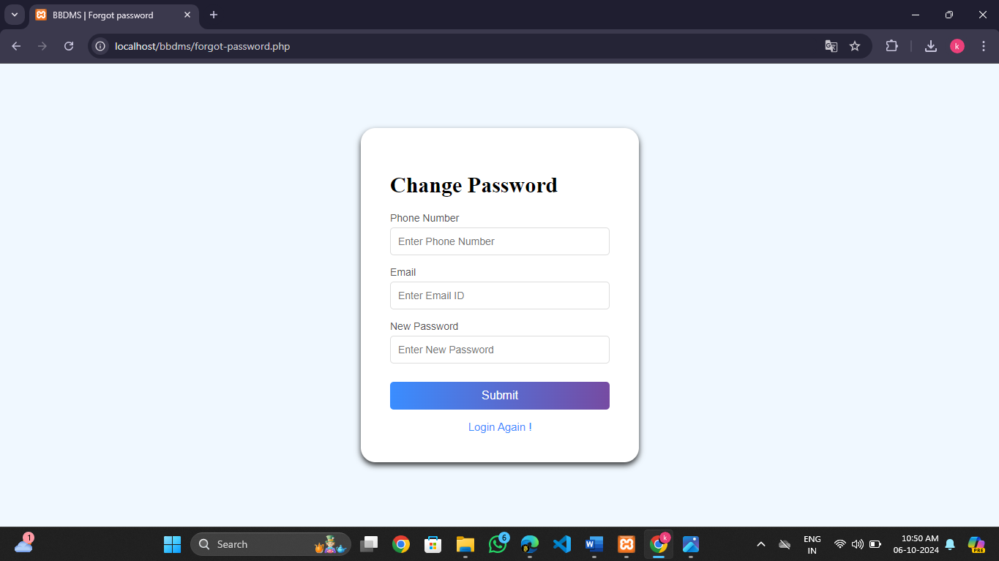 BBDMS | Forgot password
localhost/bbdms/forgot-password.php
k
Change Password
Phone Number
Enter Phone Number
Email
Enter Email ID
New Password
Enter New Password
Submit
Login Again !
1
Search
6
k
ENG
IN
10:50 AM
06-10-2024
PRE